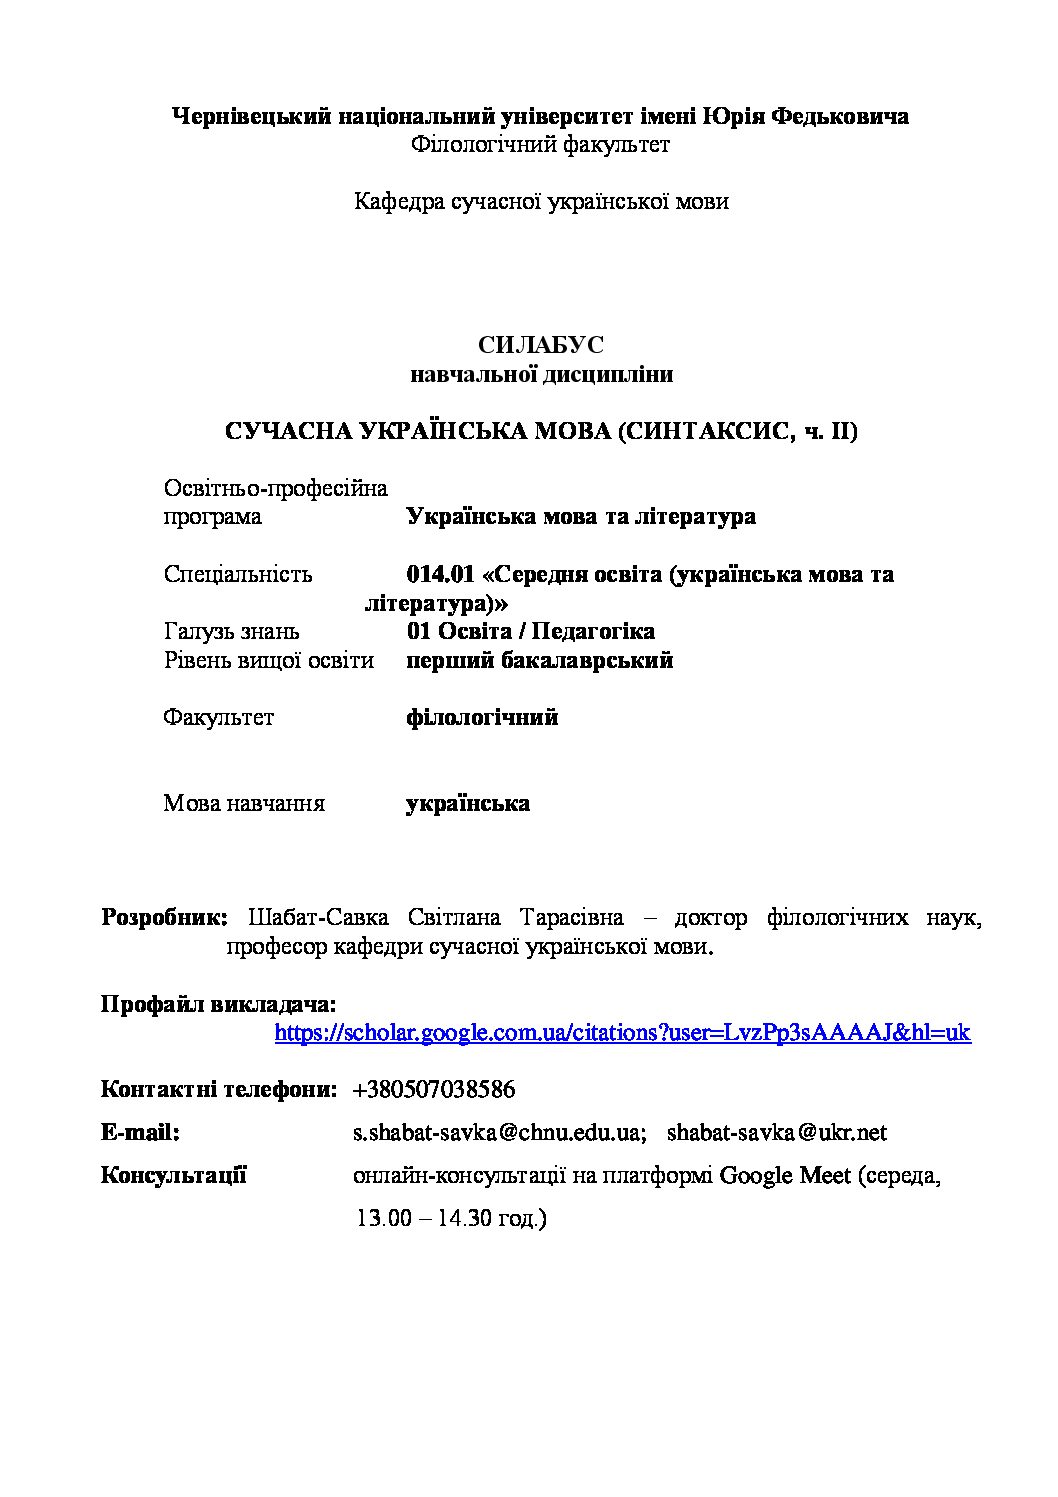 Чернівецький національний університет імені Юрія Федьковича
Філологічний факультет
Кафедра сучасної української мови
СИЛАБУС
навчальної дисципліни
СУЧАСНА УКРАЇНСЬКА МОВА (СИНТАКСИС, ч. ІІ)
Освітньо-професійна
програма Українська мова та література
Спеціальність 014.01 «Середня освіта (українська мова та
література)»
Галузь знань 01 Освіта / Педагогіка
Рівень вищої освіти перший бакалаврський
Факультет філологічний
Мова навчання українська
Розробник: Шабат-Савка Світлана Тарасівна – доктор філологічних наук,
професор кафедри сучасної української мови.
Профайл викладача:
https://scholar.google.com.ua/citations?user=LvzPp3sAAAAJ&hl=uk
Контактні телефони: +380507038586
E-mail: s.shabat-savka@chnu.edu.ua; shabat-savka@ukr.net
Консультації онлайн-консультації на платформі Google Meet (середа,
13.00 – 14.30 год.)